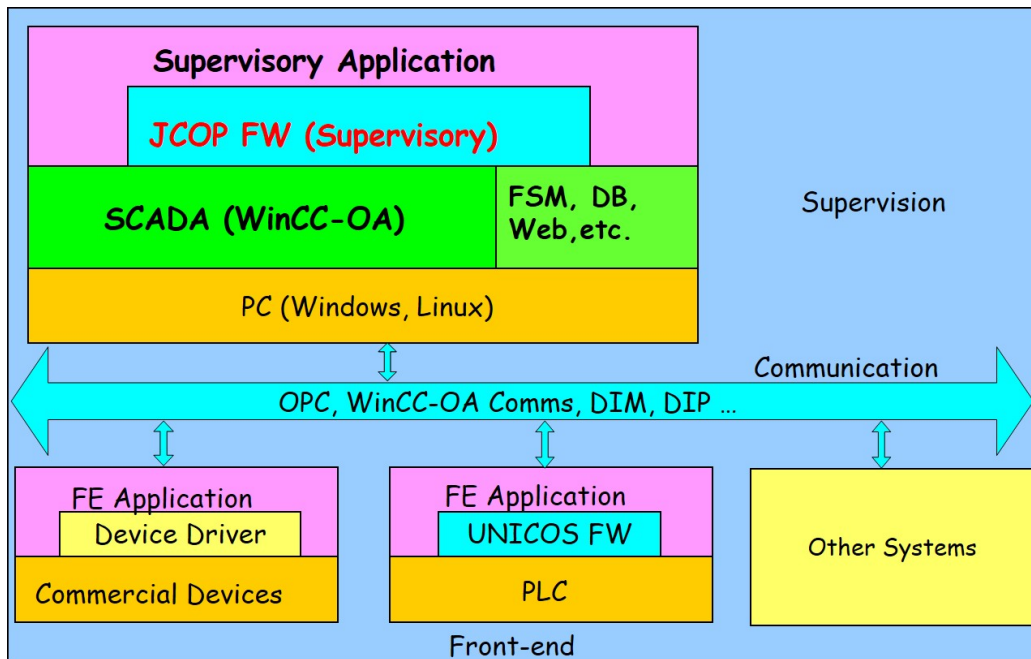 Supervisory Application
JCOP FW (Supervisory)
SCADA (WinCC-OA)
FSM, DB,
Web,etc.
Supervision
PC (Windows, Linux)
Communication
OPC, WinCC-OA Comms, DIM, DIP ...
FE Application
Device Driver
Commercial Devices
FE Application
UNICOS FW
PLC
Other Systems
Front-end